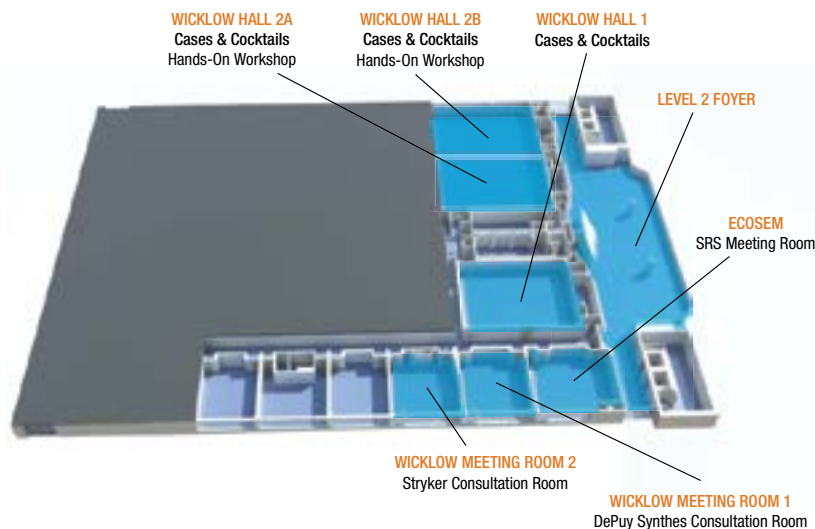 WICKLOW HALL 2A
Cases & Cocktails
Hands-On Workshop
WICKLOW HALL 2B
Cases & Cocktails
Hands-On Workshop
WICKLOW HALL 1
Cases & Cocktails
LEVEL 2 FOYER
ECOSEM
SRS Meeting Room
WICKLOW MEETING ROOM 2
Stryker Consultation Room
WICKLOW MEETING ROOM 1
DePuy Synthes Consultation Room